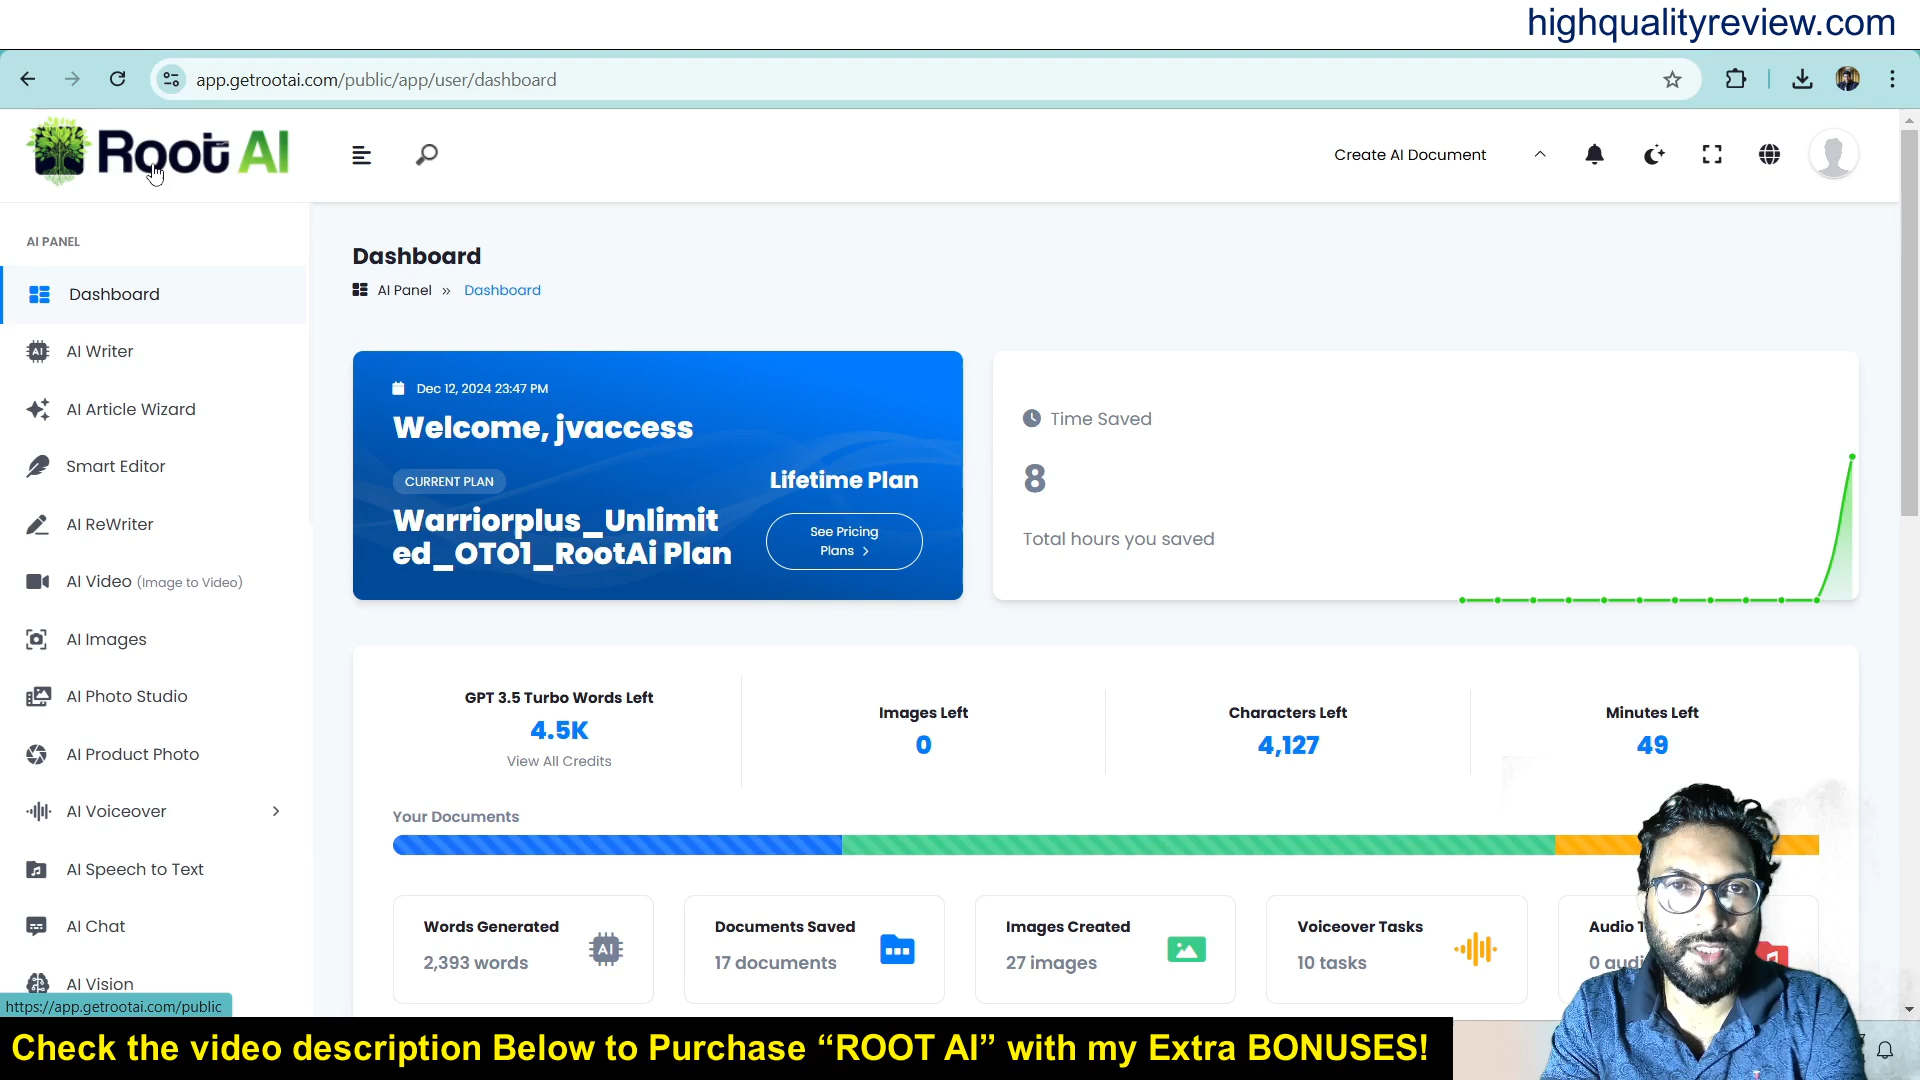 highqualityreview.com
app.getrootai.com/public/app/user/dashboard
Root AI
Create AI Document
AI PANEL
Dashboard
AI Writer
AI Article Wizard
Smart Editor
AI ReWriter
AI Video (Image to Video)
AI Images
AI Photo Studio
AI Product Photo
AI Voiceover
AI Speech to Text
AI Chat
AI Vision
https://app.getrootai.com/public
Dashboard
AI Panel » Dashboard
Dec 12, 2024 23:47 PM
Welcome, jvaccess
CURRENT PLAN
Warriorplus_Unlimit
ed_OTO1_RootAi Plan
Lifetime Plan
See Pricing
Plans >
Time Saved
8
Total hours you saved
GPT 3.5 Turbo Words Left
4.5K
View All Credits
Images Left
0
Characters Left
4,127
Minutes Left
49
Your Documents
Words Generated
2,393 words
AI
Documents Saved
17 documents
Images Created
27 images
Voiceover Tasks
10 tasks
Audio
0
Check the video description Below to Purchase “ROOT AI” with my Extra BONUSES!